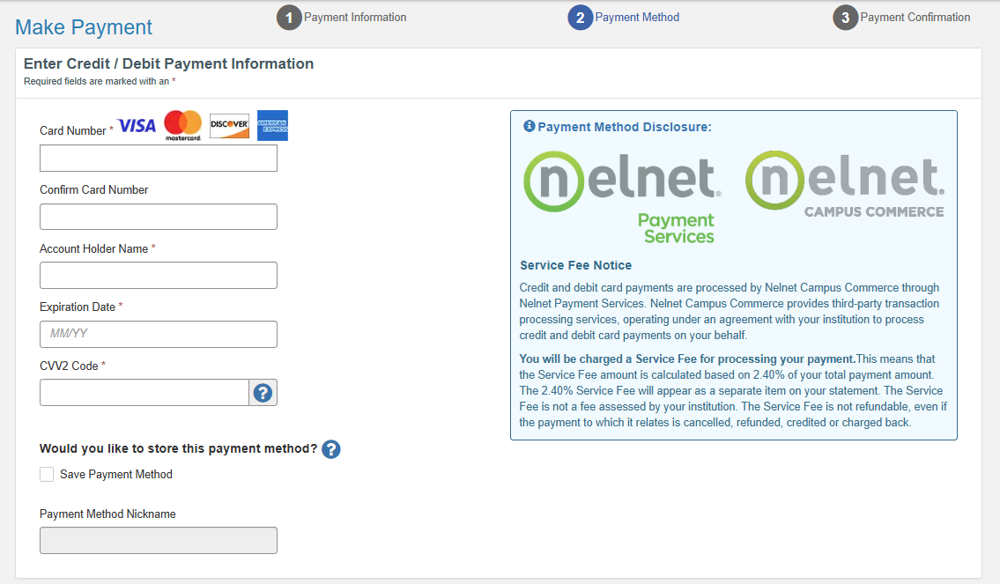 Make Payment
1 Payment Information
2 Payment Method
3 Payment Confirmation
Enter Credit / Debit Payment Information
Required fields are marked with an *
Card Number * VISA mastercard. DISCOVER AMERICAN EXPRESS
Confirm Card Number
Account Holder Name *
Expiration Date *
MM/YY
CVV2 Code *
?
Would you like to store this payment method? ?
Save Payment Method
Payment Method Nickname
i Payment Method Disclosure:
nelnet®
Payment
Services
nelnet®
CAMPUS COMMERCE
Service Fee Notice
Credit and debit card payments are processed by Nelnet Campus Commerce through
Nelnet Payment Services. Nelnet Campus Commerce provides third-party transaction
processing services, operating under an agreement with your institution to process
credit and debit card payments on your behalf.
You will be charged a Service Fee for processing your payment.This means that
the Service Fee amount is calculated based on 2.40% of your total payment amount.
The 2.40% Service Fee will appear as a separate item on your statement. The Service
Fee is not a fee assessed by your institution. The Service Fee is not refundable, even if
the payment to which it relates is cancelled, refunded, credited or charged back.